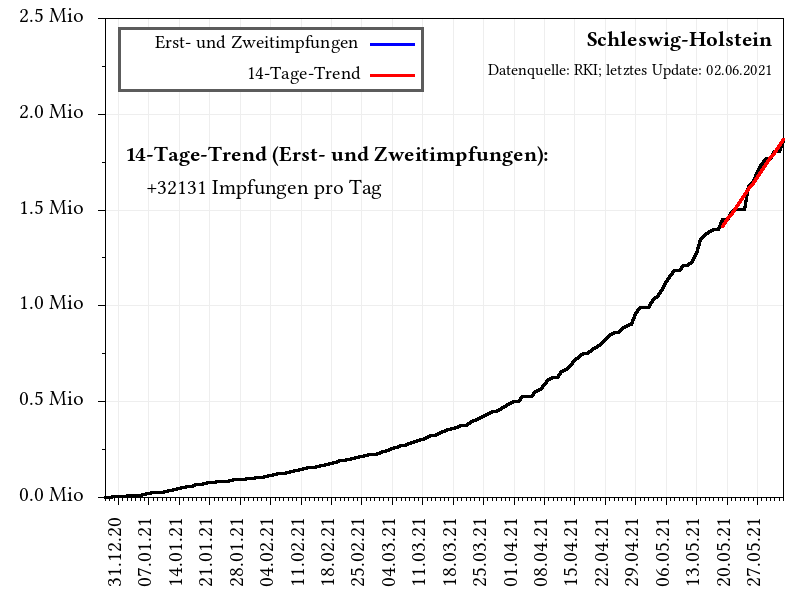 2.5 Mio
2.0 Mio
1.5 Mio
1.0 Mio
0.5 Mio
0.0 Mio
Erst- und Zweitimpfungen
14-Tage-Trend
Schleswig-Holstein
Datenquelle: RKI; letztes Update: 02.06.2021
14-Tage-Trend (Erst- und Zweitimpfungen):
+32131 Impfungen pro Tag
31.12.20
07.01.21
14.01.21
21.01.21
28.01.21
04.02.21
11.02.21
18.02.21
25.02.21
04.03.21
11.03.21
18.03.21
25.03.21
01.04.21
08.04.21
15.04.21
22.04.21
29.04.21
06.05.21
13.05.21
20.05.21
27.05.21